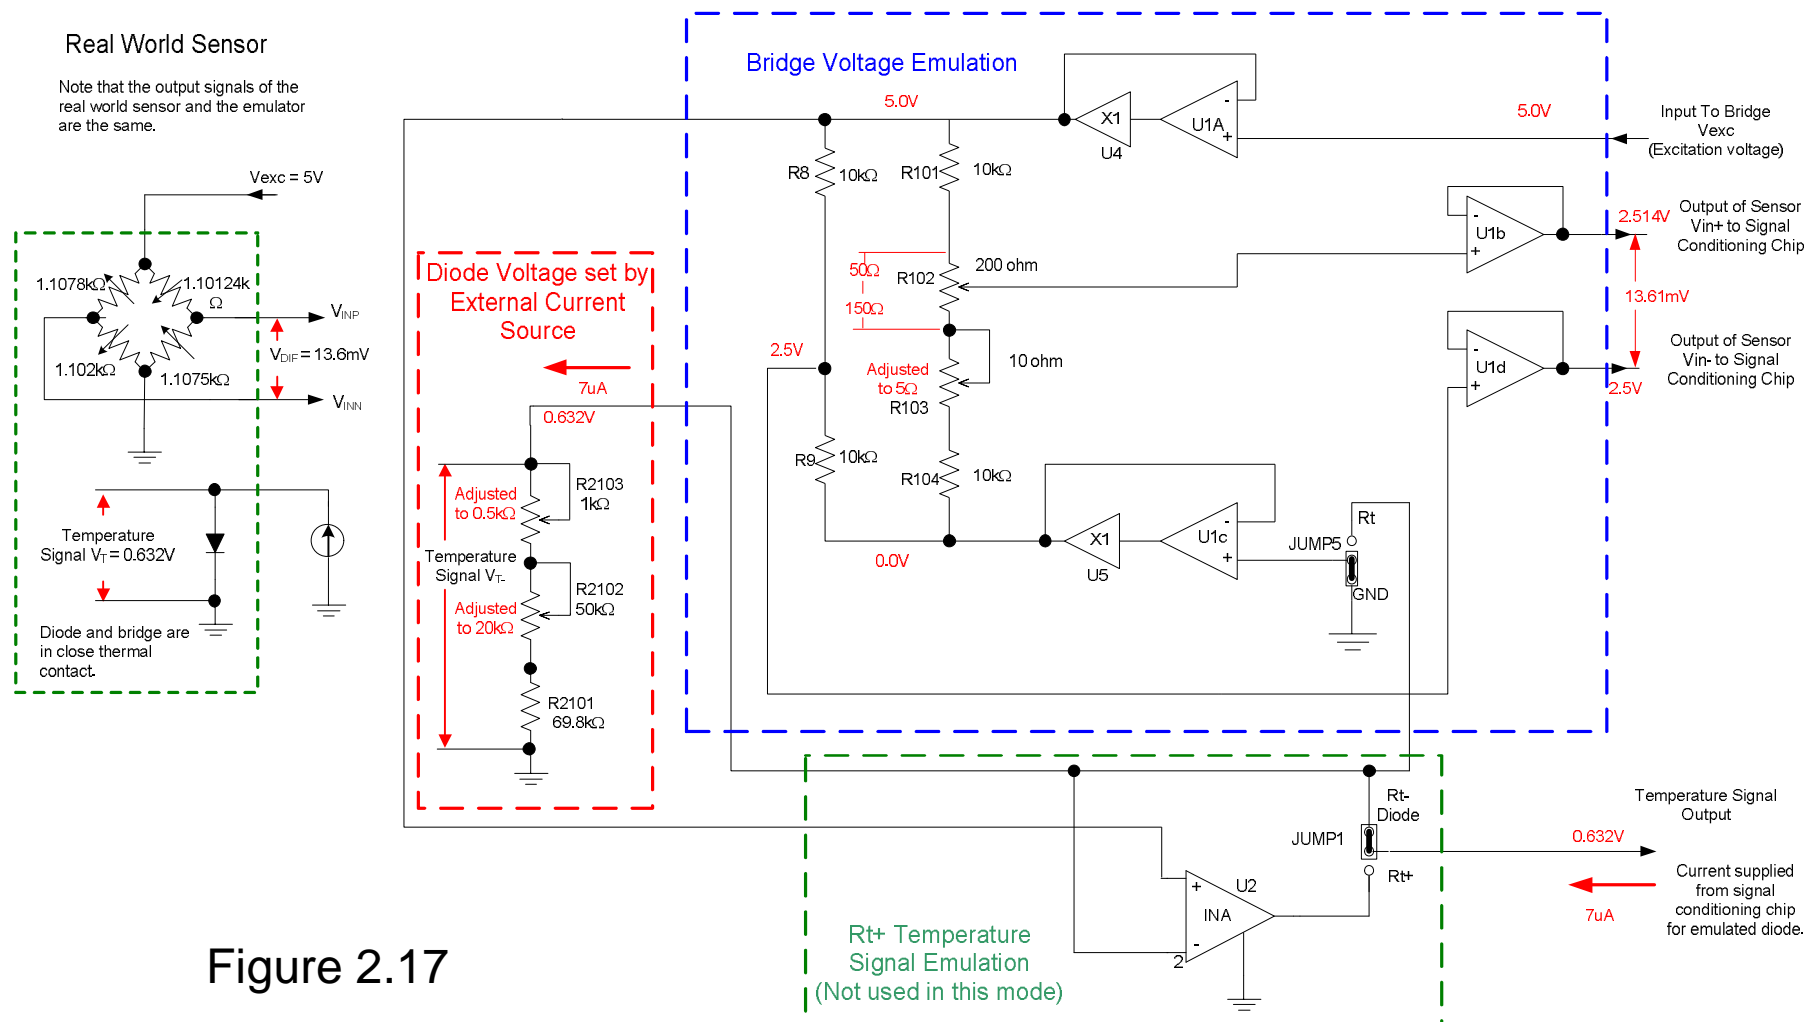 Real World Sensor
Note that the output signals of the
real world sensor and the emulator
are the same.
Vexc = 5V
1.1078kΩ
1.10124k
Ω
1.102kΩ
1.1075kΩ
VINP
VDIF = 13.6mV
VINN
Temperature
Signal VT = 0.632V
Diode and bridge are
in close thermal
contact.
Diode Voltage set by
External Current
Source
7uA
0.632V
Adjusted
to 0.5kΩ
R2103
1kΩ
Temperature
Signal VT-
R2102
50kΩ
Adjusted
to 20kΩ
R2101
69.8kΩ
Bridge Voltage Emulation
5.0V
X1
U4
-
U1A
+
5.0V
Input To Bridge
Vexc
(Excitation voltage)
R8
10kΩ
R101
10kΩ
50Ω
150Ω
R102
200 ohm
2.5V
Adjusted
to 5Ω
R103
10 ohm
R9
10kΩ
R104
10kΩ
0.0V
X1
U5
-
U1c
+
Rt
JUMP5
GND
-
U1b
+
2.514V
Output of Sensor
Vin+ to Signal
Conditioning Chip
13.61mV
-
U1d
+
2.5V
Output of Sensor
Vin- to Signal
Conditioning Chip
Rt-
Diode
JUMP1
Rt+
+
U2
INA
-
2
Rt+ Temperature
Signal Emulation
(Not used in this mode)
Temperature Signal
Output
0.632V
7uA
Current supplied
from signal
conditioning chip
for emulated diode.
Figure 2.17